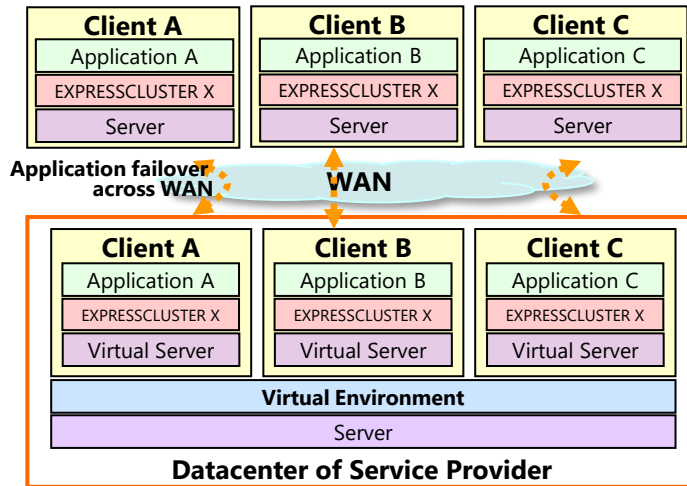 Client A
Application A
EXPRESSCLUSTER X
Server
Client B
Application B
EXPRESSCLUSTER X
Server
Client C
Application C
EXPRESSCLUSTER X
Server
Application failover
across WAN
WAN
Client A
Application A
EXPRESSCLUSTER X
Virtual Server
Client B
Application B
EXPRESSCLUSTER X
Virtual Server
Client C
Application C
EXPRESSCLUSTER X
Virtual Server
Virtual Environment
Server
Datacenter of Service Provider